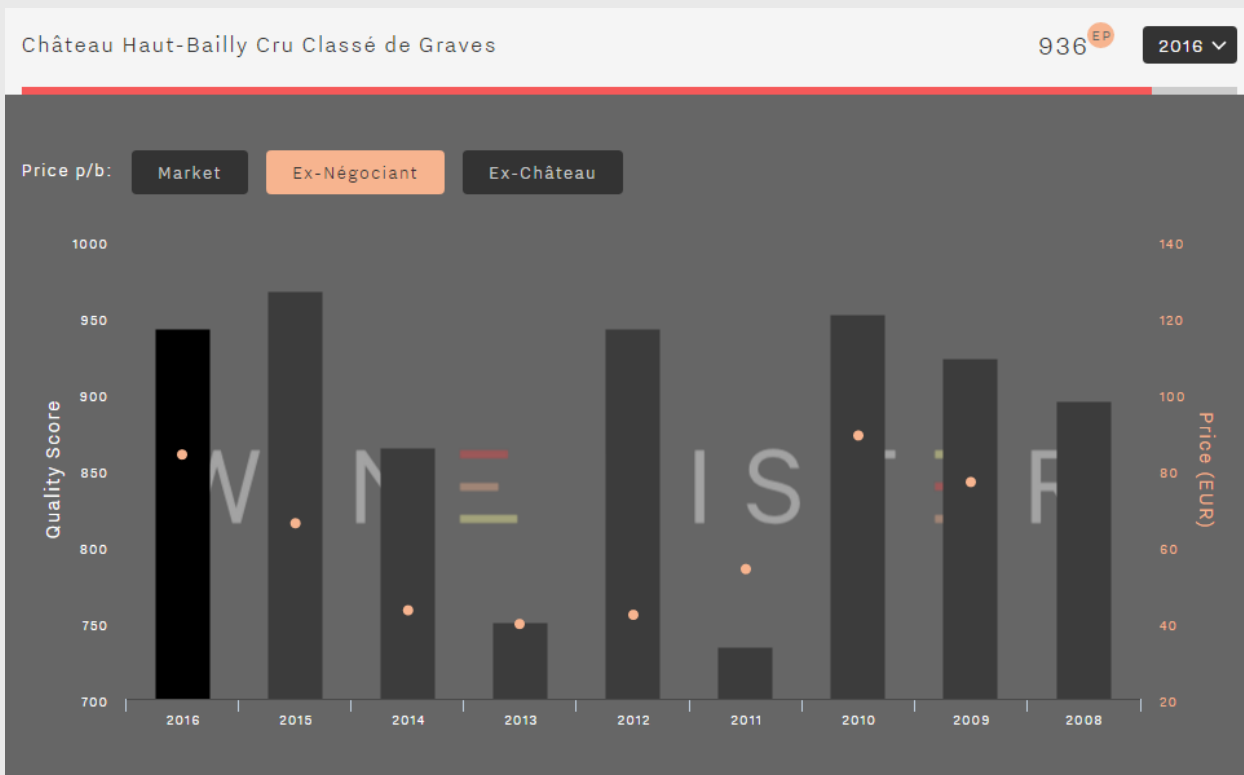 Château Haut-Bailly Cru Classé de Graves 936 EP 2016
Price p/b: Market Ex-Négociant Ex-Château
1000 140
950 120
900 100
850 80
800 60
750 40
700 20
Quality Score
Price (EUR)
WINE LISTER
2016 2015 2014 2013 2012 2011 2010 2009 2008